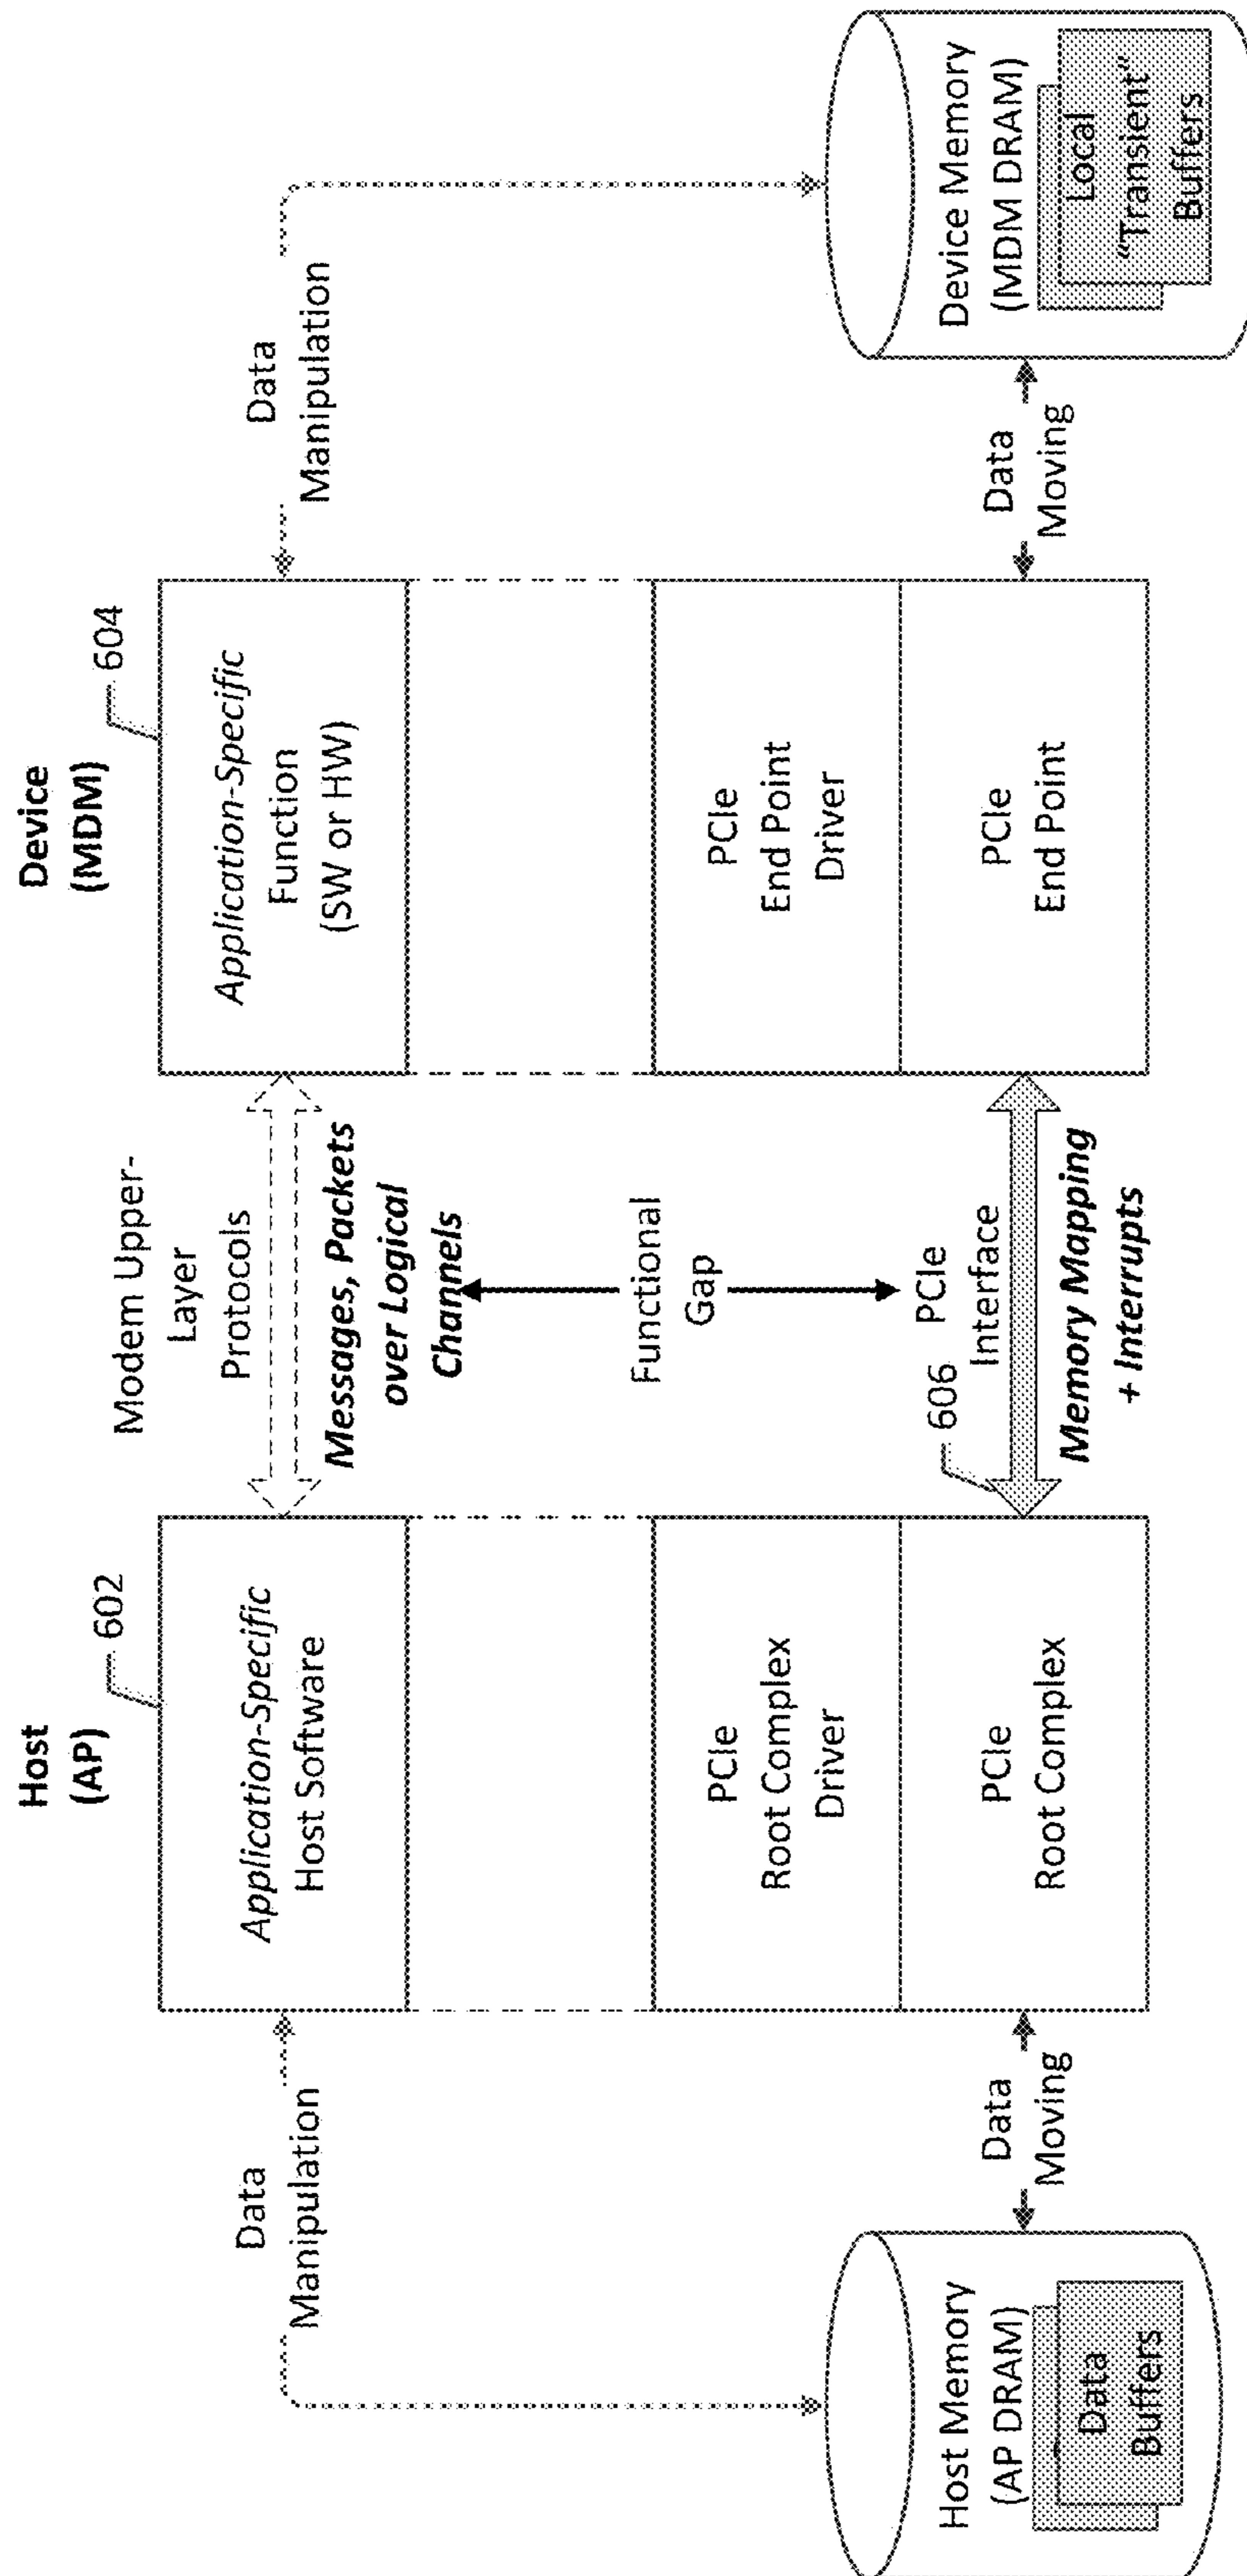 Host
(AP)
602
Device
(MDM)
604
Data
Manipulation
Application-Specific
Host Software
Modem Upper-
Layer
Protocols
Messages, Packets
over Logical
Channels
Application-Specific
Function
(SW or HW)
Data
Manipulation
Functional
Gap
PCIe
Root Complex
Driver
PCIe
End Point
Driver
Host Memory
(AP DRAM)
Data
Buffers
Data
Moving
PCIe
Root Complex
606
PCIe
Interface
Memory Mapping
+ Interrupts
PCIe
End Point
Data
Moving
Device Memory
(MDM DRAM)
Local
“Transient”
Buffers